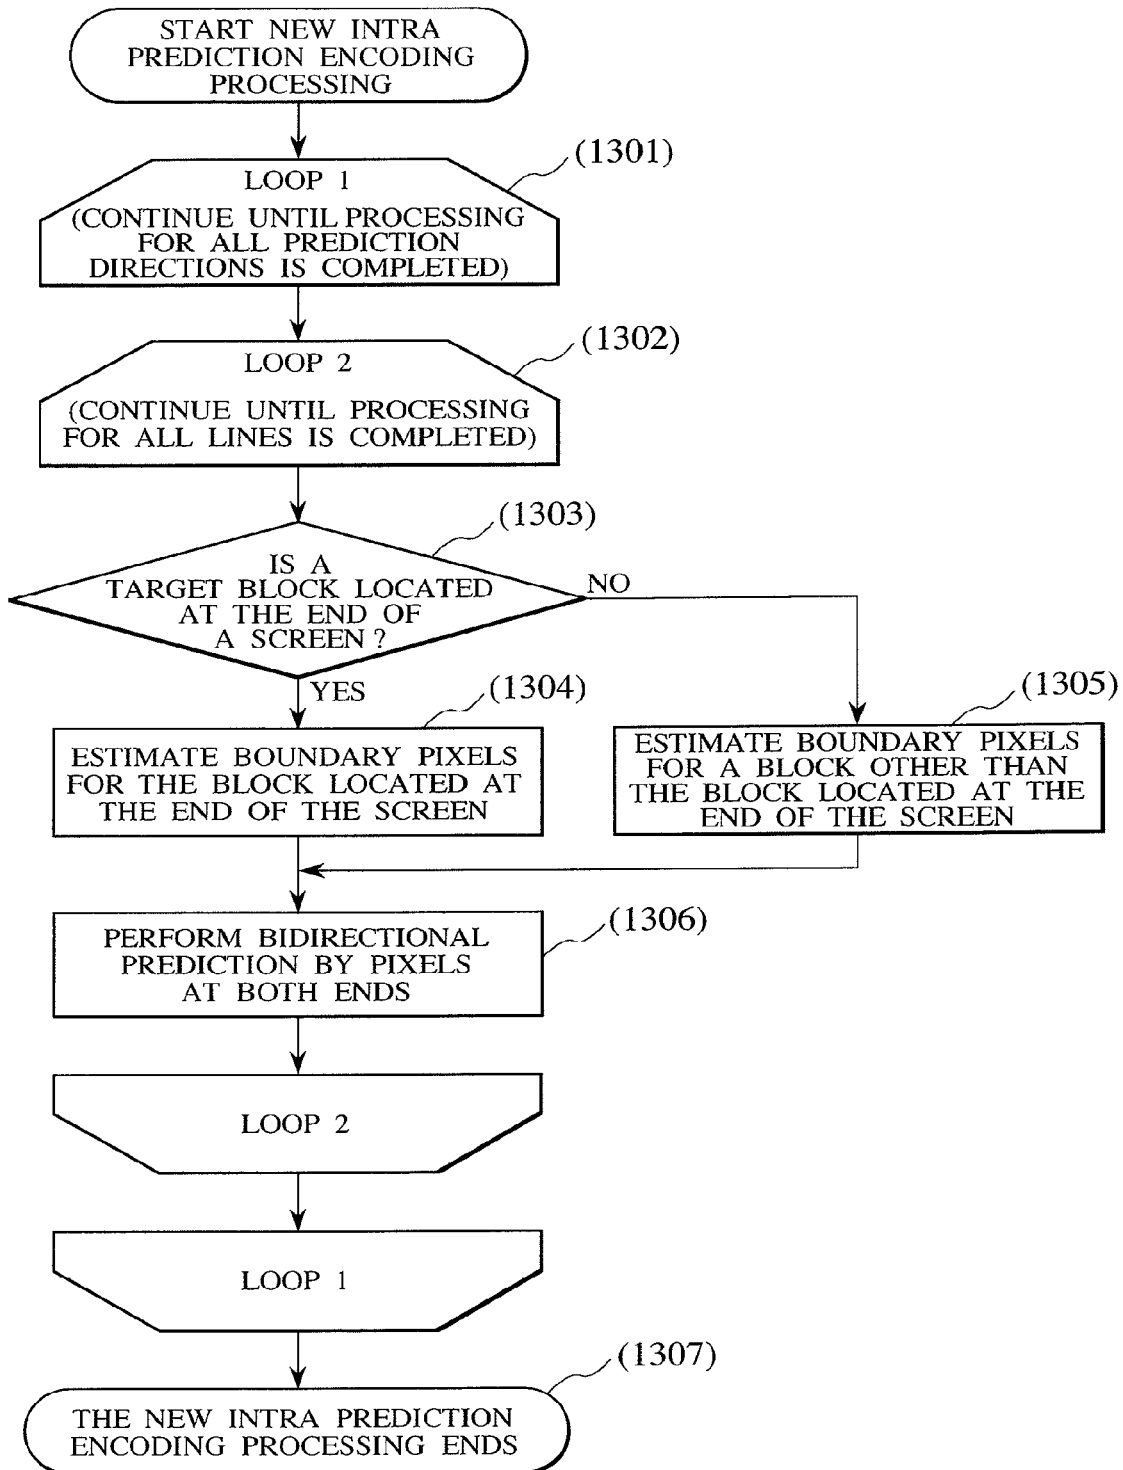 START NEW INTRA
PREDICTION ENCODING
PROCESSING
(1301)
LOOP 1
(CONTINUE UNTIL PROCESSING
FOR ALL PREDICTION
DIRECTIONS IS COMPLETED)
(1302)
LOOP 2
(CONTINUE UNTIL PROCESSING
FOR ALL LINES IS COMPLETED)
(1303)
IS A
TARGET BLOCK LOCATED
AT THE END OF
A SCREEN?
NO
YES
(1304)
ESTIMATE BOUNDARY PIXELS
FOR THE BLOCK LOCATED AT
THE END OF THE SCREEN
(1305)
ESTIMATE BOUNDARY PIXELS
FOR A BLOCK OTHER THAN
THE BLOCK LOCATED AT THE
END OF THE SCREEN
(1306)
PERFORM BIDIRECTIONAL
PREDICTION BY PIXELS
AT BOTH ENDS
LOOP 2
LOOP 1
(1307)
THE NEW INTRA PREDICTION
ENCODING PROCESSING ENDS